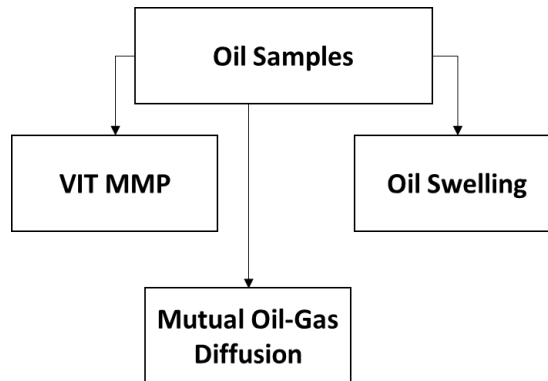 Oil Samples
VIT MMP
Oil Swelling
Mutual Oil-Gas
Diffusion